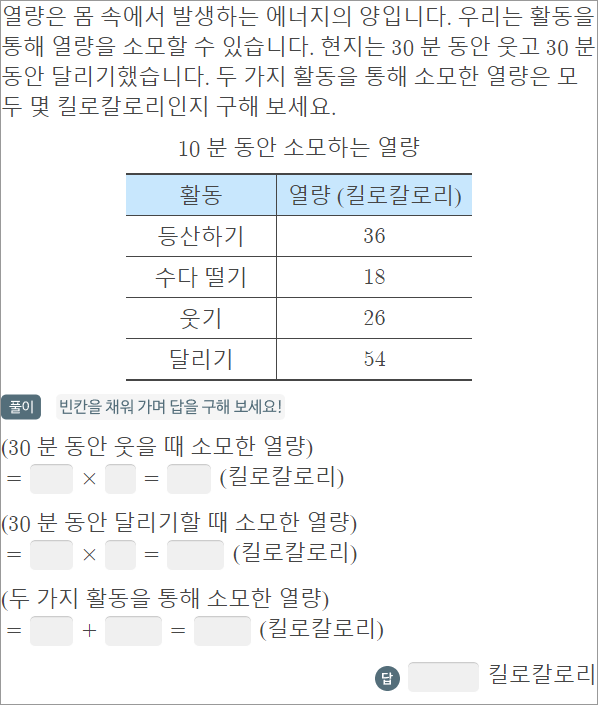 열량은 몸 속에서 발생하는 에너지의 양입니다. 우리는 활동을
통해 열량을 소모할 수 있습니다. 현지는 30 분 동안 웃고 30 분
동안 달리기했습니다. 두 가지 활동을 통해 소모한 열량은 모
두 몇 킬로칼로리인지 구해 보세요.
10 분 동안 소모하는 열량
활동 열량 (킬로칼로리)
등산하기 36
수다 떨기 18
웃기 26
달리기 54
풀이 빈칸을 채워 가며 답을 구해 보세요!
(30 분 동안 웃을 때 소모한 열량)
= × = (킬로칼로리)
(30 분 동안 달리기할 때 소모한 열량)
= × = (킬로칼로리)
(두 가지 활동을 통해 소모한 열량)
= + = (킬로칼로리)
답 킬로칼로리